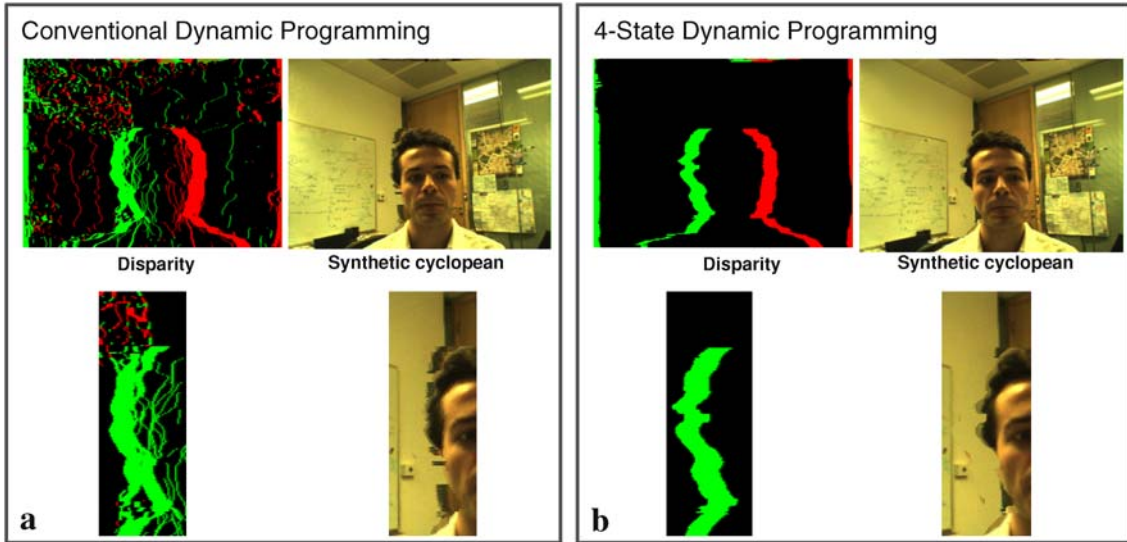 Conventional Dynamic Programming
Disparity
Synthetic cyclopean
a
4-State Dynamic Programming
Disparity
Synthetic cyclopean
b